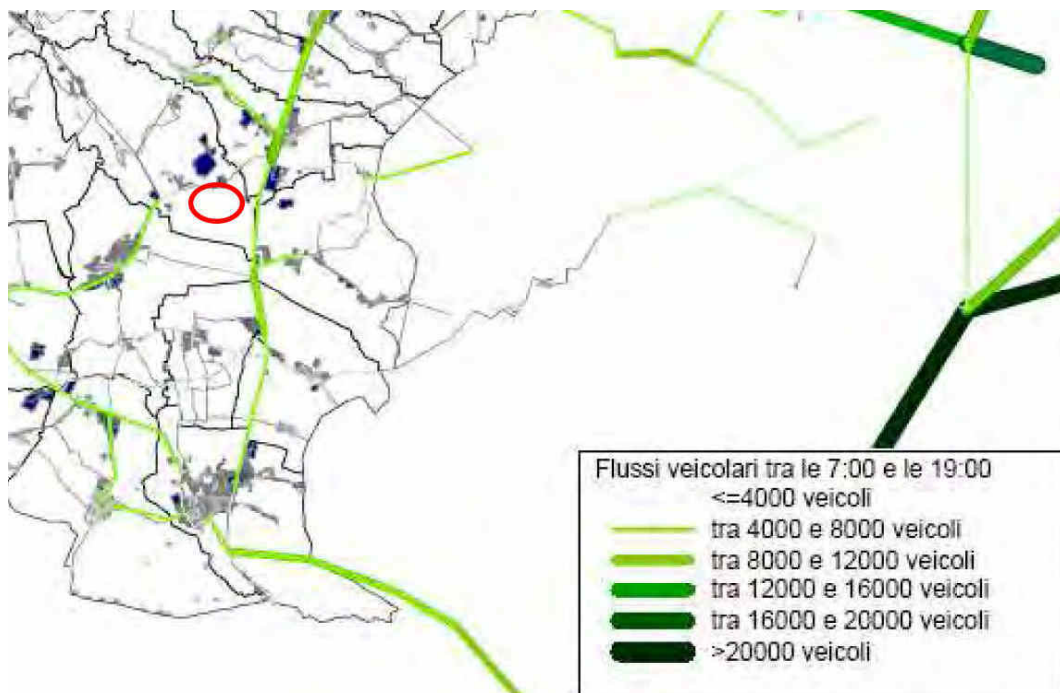 Flussi veicolari tra le 7:00 e le 19:00
<=4000 veicoli
tra 4000 e 8000 veicoli
tra 8000 e 12000 veicoli
tra 12000 e 16000 veicoli
tra 16000 e 20000 veicoli
>20000 veicoli